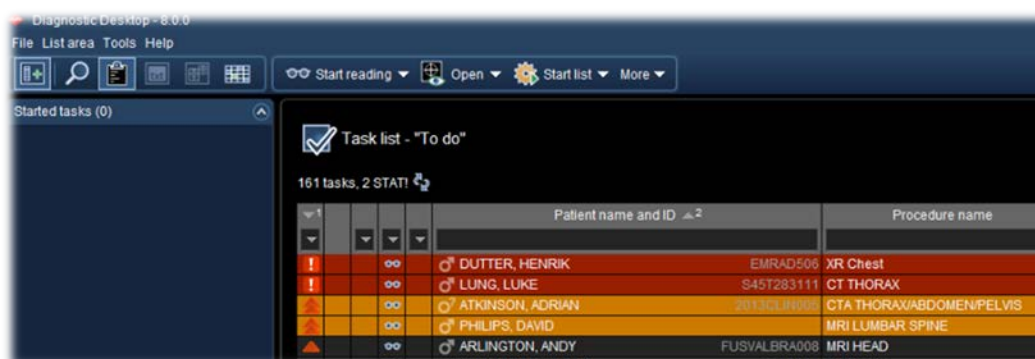 Diagnostic Desktop - 8.0.0
File List area Tools Help
Start reading Open Start list More
Started tasks (0)
Task list - "To do"
161 tasks, 2 STAT!
1 Patient name and ID 2 Procedure name
! DUTTER, HENRIK EMRAD506 XR Chest
! LUNG, LUKE S45T283111 CT THORAX
ATKINSON, ADRIAN 2013CLIN005 CTA THORAX/ABDOMEN/PELVIS
PHILIPS, DAVID MRI LUMBAR SPINE
ARLINGTON, ANDY FUSVALBRA008 MRI HEAD